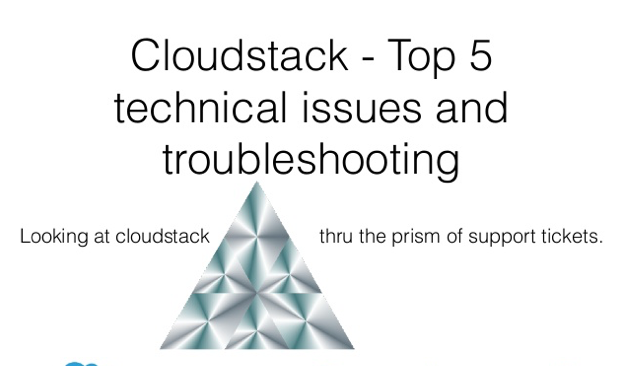 Cloudstack - Top 5
technical issues and
troubleshooting
Looking at cloudstack thru the prism of support tickets.